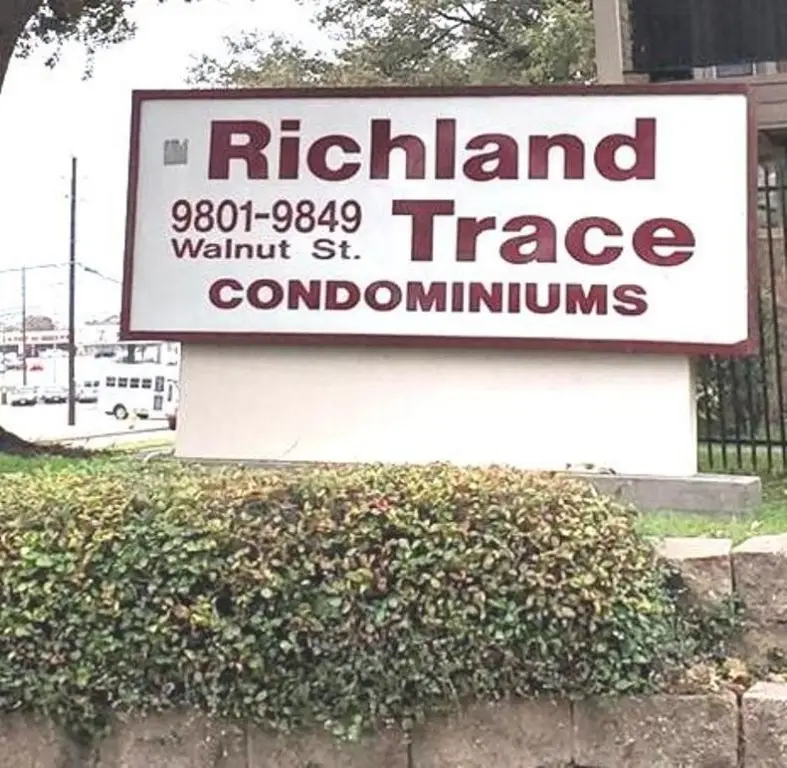 Richland
9801-9849
Walnut St.
Trace
CONDOMINIUMS